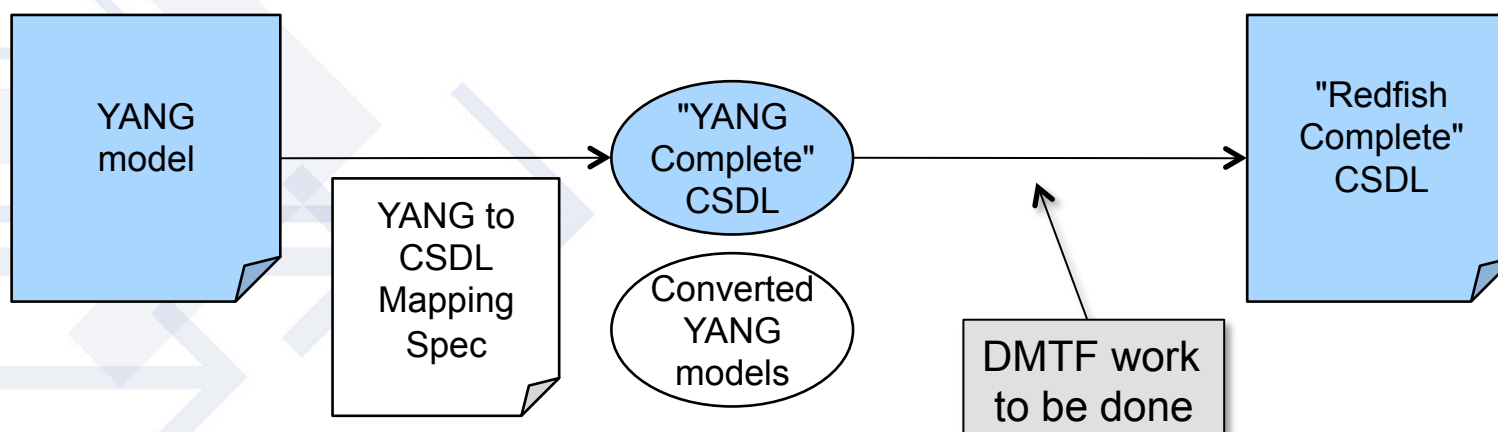 YANG
model
YANG to
CSDL
Mapping
Spec
"YANG
Complete"
CSDL
Converted
YANG
models
DMTF work
to be done
"Redfish
Complete"
CSDL